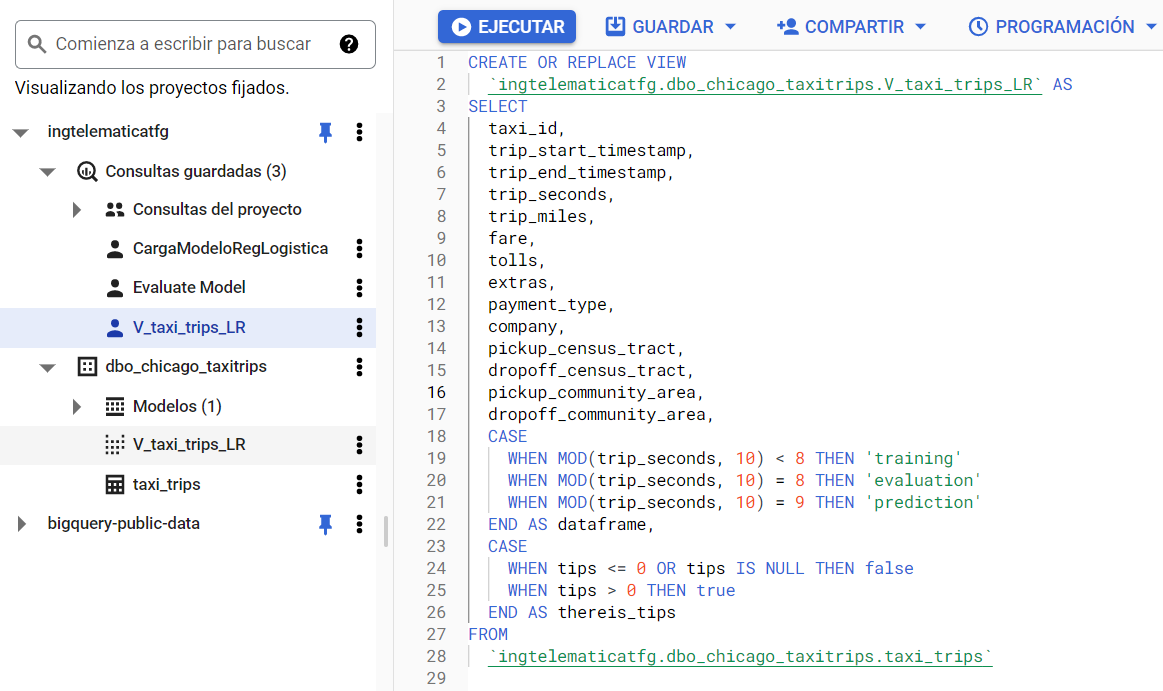 Comienza a escribir para buscar
Visualizando los proyectos fijados.
ingtelematicatfg
Consultas guardadas (3)
Consultas del proyecto
CargaModeloRegLogistica
Evaluate Model
V_taxi_trips_LR
dbo_chicago_taxitrips
Modelos (1)
V_taxi_trips_LR
taxi_trips
bigquery-public-data
EJECUTAR GUARDAR COMPARTIR PROGRAMACIÓN
1 CREATE OR REPLACE VIEW
2 `ingtelematicatfg.dbo_chicago_taxitrips.V_taxi_trips_LR` AS
3 SELECT
4 taxi_id,
5 trip_start_timestamp,
6 trip_end_timestamp,
7 trip_seconds,
8 trip_miles,
9 fare,
10 tolls,
11 extras,
12 payment_type,
13 company,
14 pickup_census_tract,
15 dropoff_census_tract,
16 pickup_community_area,
17 dropoff_community_area,
18 CASE
19 WHEN MOD(trip_seconds, 10) < 8 THEN 'training'
20 WHEN MOD(trip_seconds, 10) = 8 THEN 'evaluation'
21 WHEN MOD(trip_seconds, 10) = 9 THEN 'prediction'
22 END AS dataframe,
23 CASE
24 WHEN tips <= 0 OR tips IS NULL THEN false
25 WHEN tips > 0 THEN true
26 END AS thereis_tips
27 FROM
28 `ingtelematicatfg.dbo_chicago_taxitrips.taxi_trips`
29